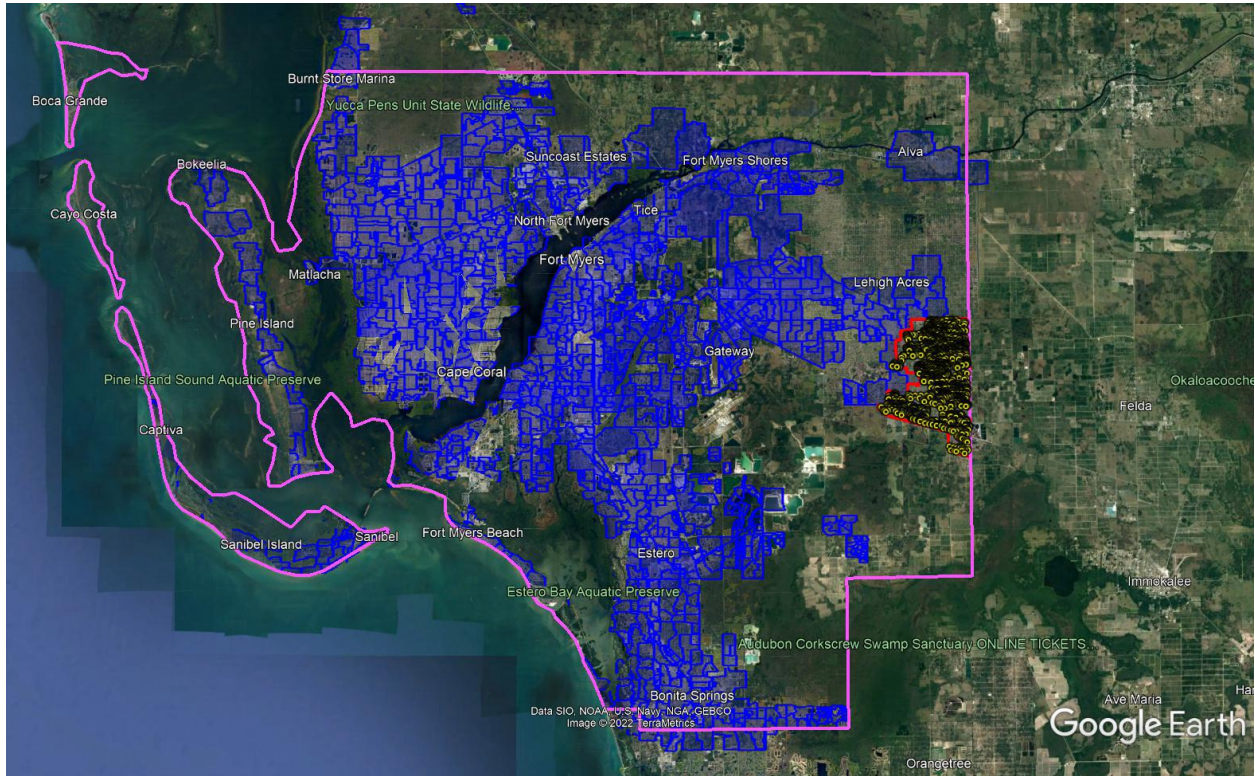 Burnt Store Marina
Boca Grande
Yucca Pens Unit State Wildlife...
Suncoast Estates
Fort Myers Shores
Alva
Bokeelia
Cayo Costa
North Fort Myers
Tice
Fort Myers
Matlacha
Lehigh Acres
Pine Island
Gateway
Cape Coral
Pine Island Sound Aquatic Preserve
Okaloacooche
Felda
Captiva
Sanibel Island
Sanibel
Fort Myers Beach
Estero
Immokalee
Estero Bay Aquatic Preserve
Audubon Corkscrew Swamp Sanctuary ONLINE TICKETS...
Bonita Springs
Ave Maria
Har
Data SIO, NOAA, U.S. Navy, NGA, GEBCO
Image © 2022 TerraMetrics
Google Earth
Orangetree